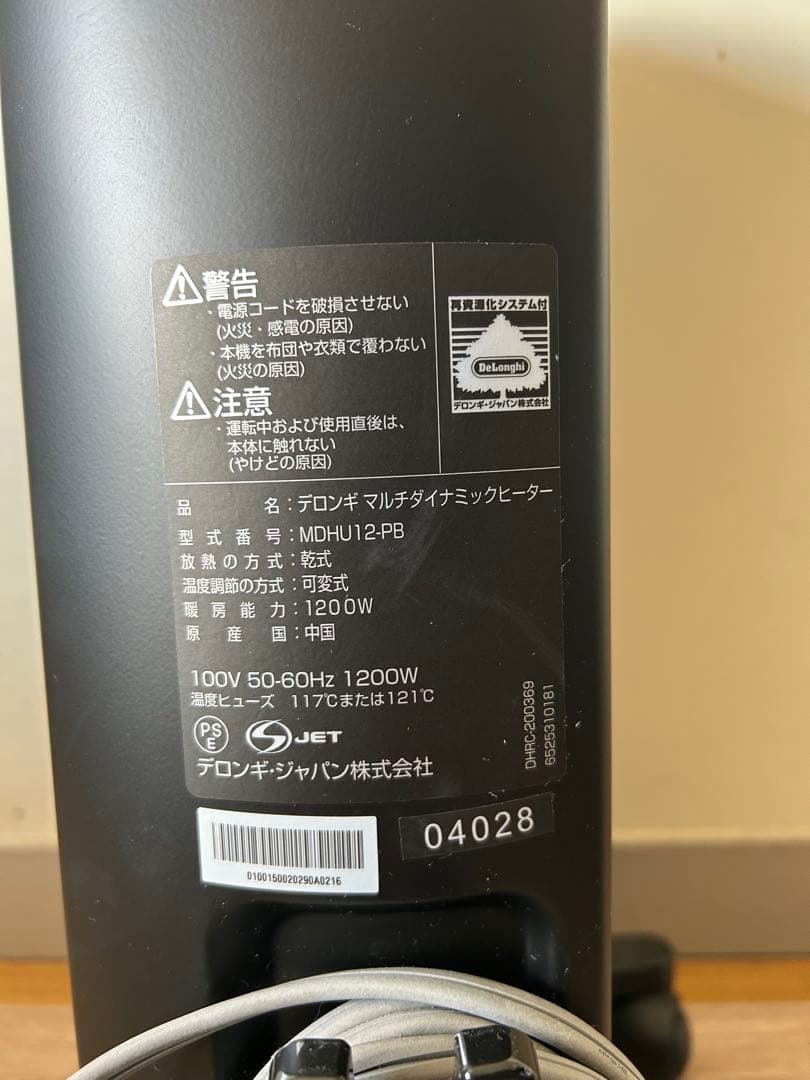 警告
・電源コードを破損させない
(火災・感電の原因)
・本機を布団や衣類で覆わない
(火災の原因)
注意
・運転中および使用直後は、
本体に触れない
(やけどの原因)
再資源化システム付
DeLonghi
デロンギ・ジャパン株式会社
品名：デロンギ マルチダイナミックヒーター
型式番号：MDHU12-PB
放熱の方式：乾式
温度調節の方式：可変式
暖房能力：1200W
原産国：中国
100V 50-60Hz 1200W
温度ヒューズ 117℃または121℃
PS
E
S JET
デロンギ・ジャパン株式会社
DHRC-200369
6525310181
04028
0100150020290A0216